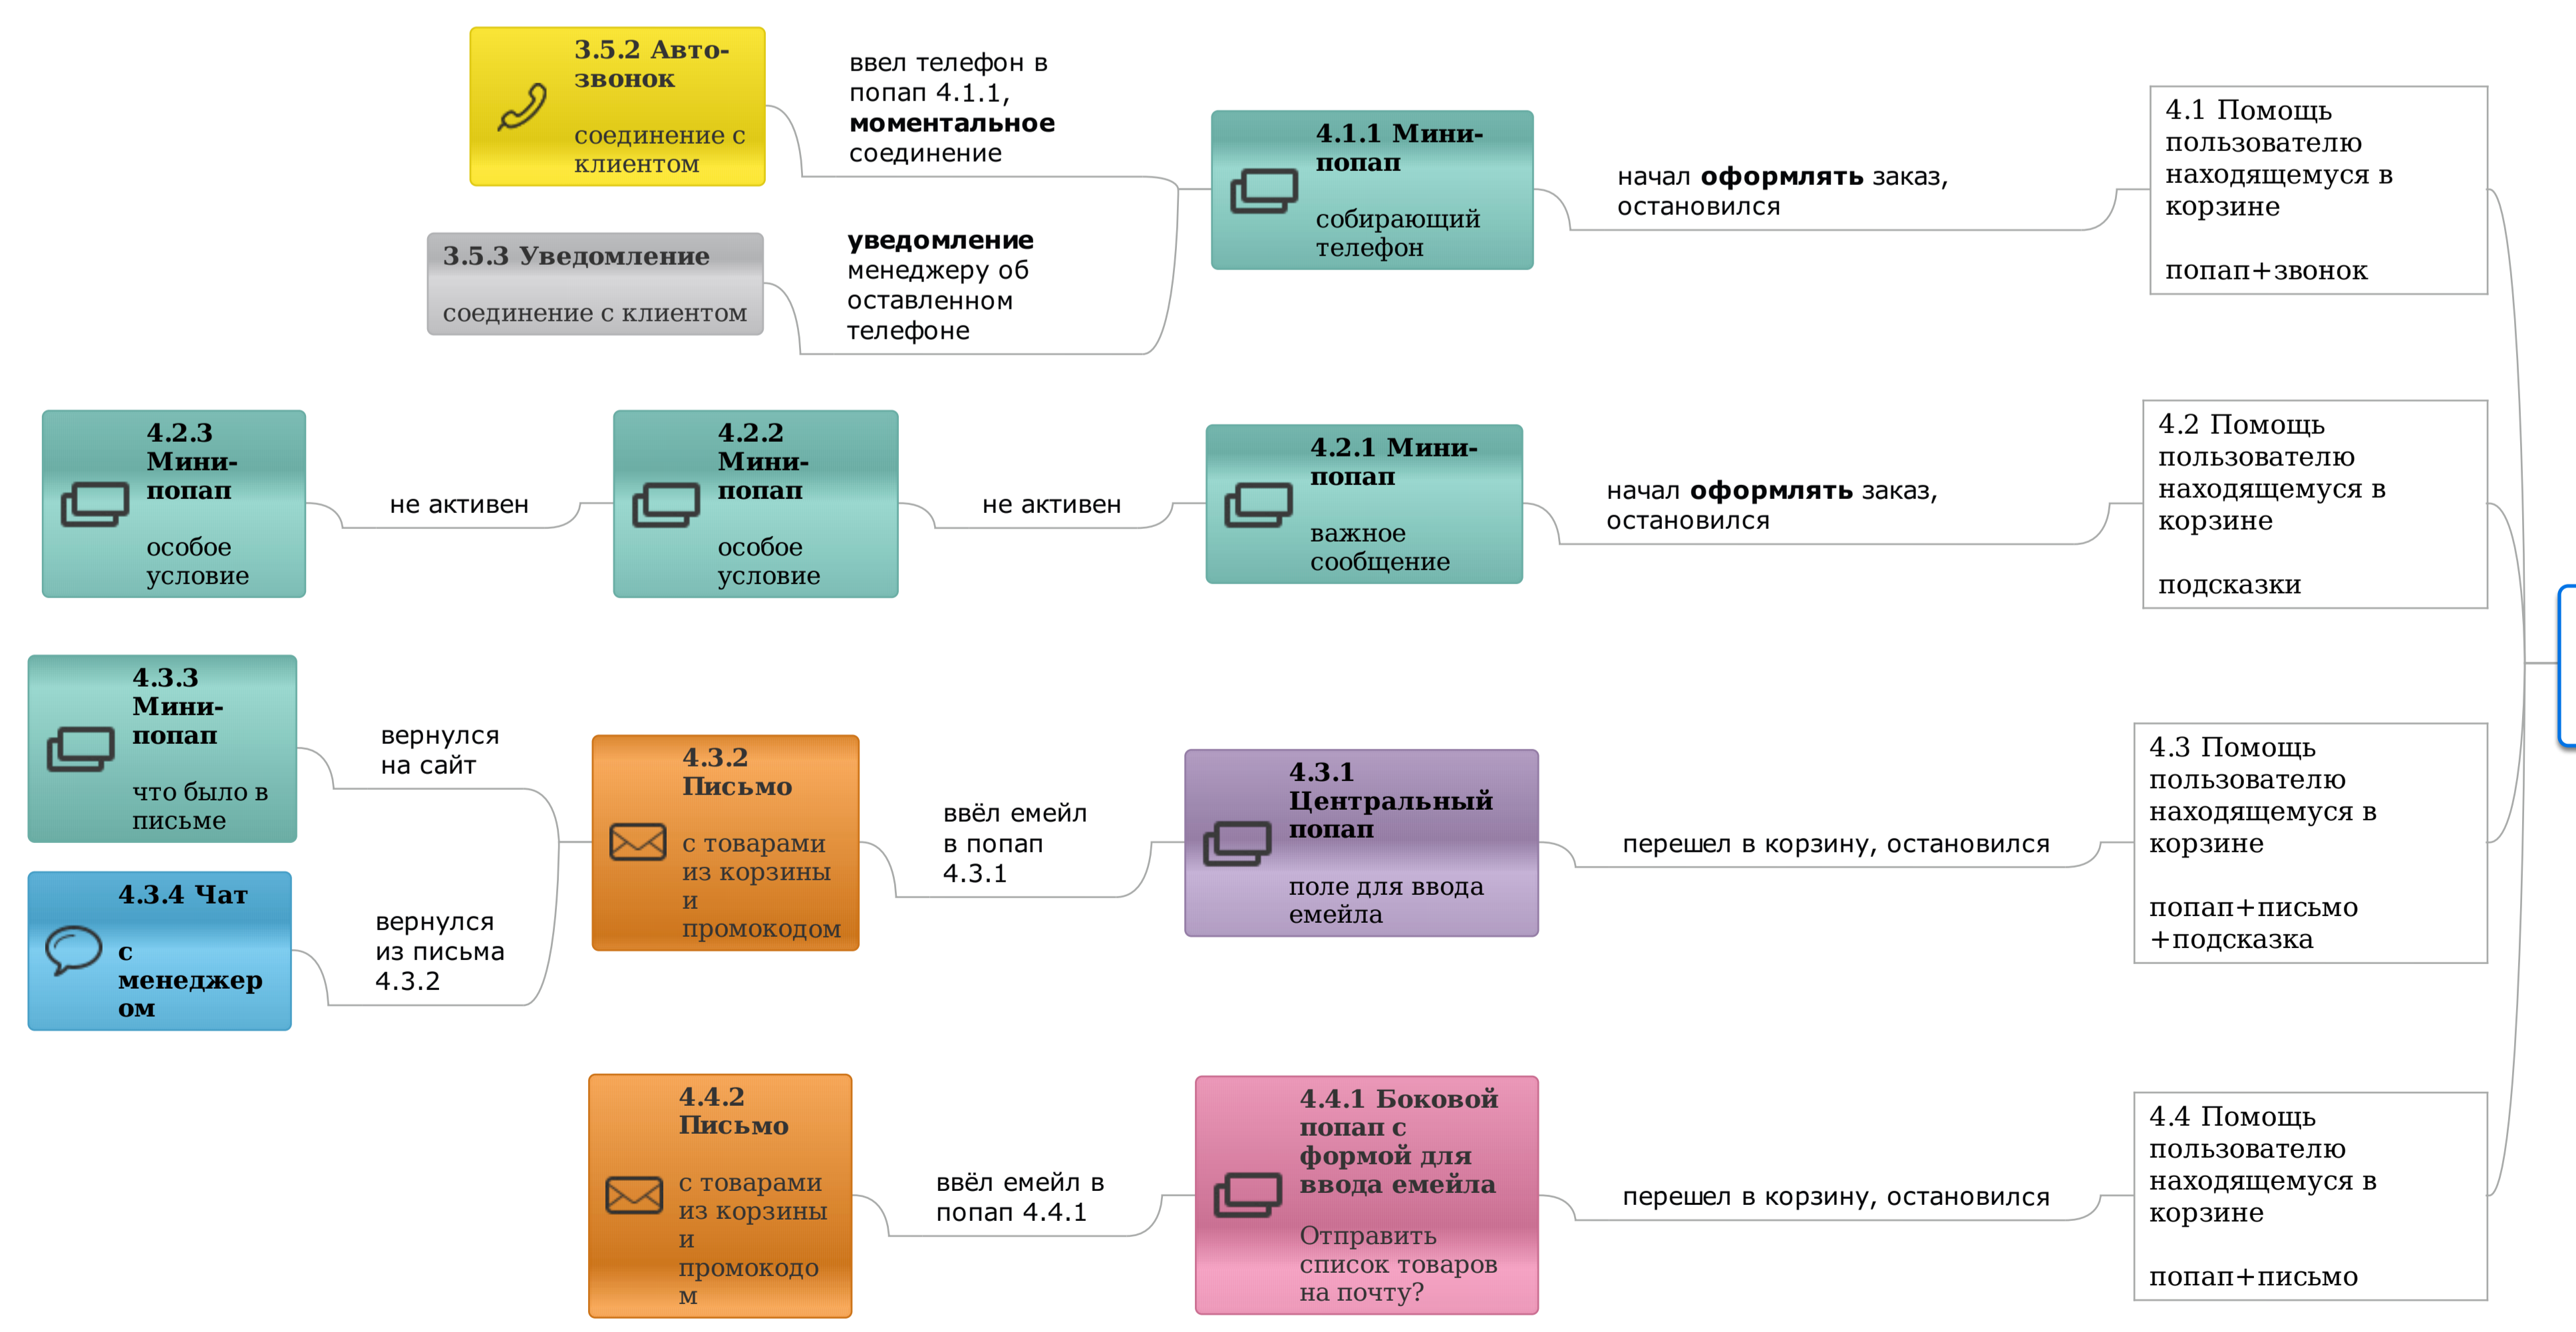 3.5.2 Авто-
звонок
соединение с
клиентом
ввел телефон в
попап 4.1.1,
моментальное
соединение
4.1.1 Мини-
попап
собирающий
телефон
начал оформлять заказ,
остановился
4.1 Помощь
пользователю
находящемуся в
корзине
попап+звонок
3.5.3 Уведомление
соединение с клиентом
уведомление
менеджеру об
оставленном
телефоне
4.2.3
Мини-
попап
особое
условие
не активен
4.2.2
Мини-
попап
особое
условие
не активен
4.2.1 Мини-
попап
важное
сообщение
начал оформлять заказ,
остановился
4.2 Помощь
пользователю
находящемуся в
корзине
подсказки
4.3.3
Мини-
попап
что было в
письме
вернулся
на сайт
4.3.4 Чат
с
менеджер
ом
вернулся
из письма
4.3.2
4.3.2
Письмо
с товарами
из корзины
и
промокодом
ввёл емейл
в попап
4.3.1
4.3.1
Центральный
попап
поле для ввода
емейла
перешел в корзину, остановился
4.3 Помощь
пользователю
находящемуся в
корзине
попап+письмо
+подсказка
4.4.2
Письмо
с товарами
из корзины
и
промокодо
м
ввёл емейл в
попап 4.4.1
4.4.1 Боковой
попап с
формой для
ввода емейла
Отправить
список товаров
на почту?
перешел в корзину, остановился
4.4 Помощь
пользователю
находящемуся в
корзине
попап+письмо